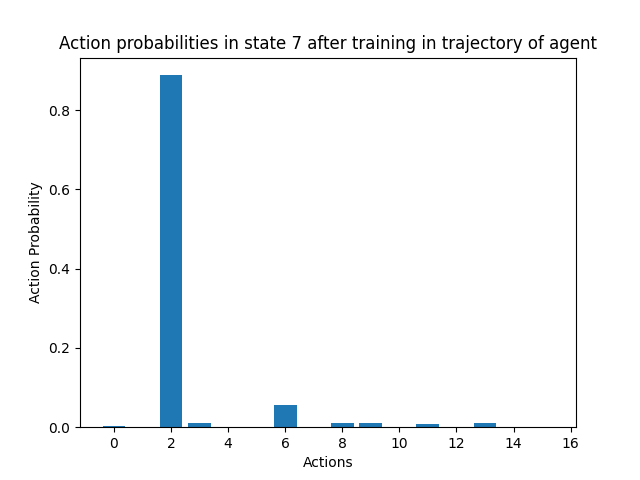 Action probabilities in state 7 after training in trajectory of agent
Action Probability
0.8
0.6
0.4
0.2
0.0
0 2 4 6 8 10 12 14 16
Actions